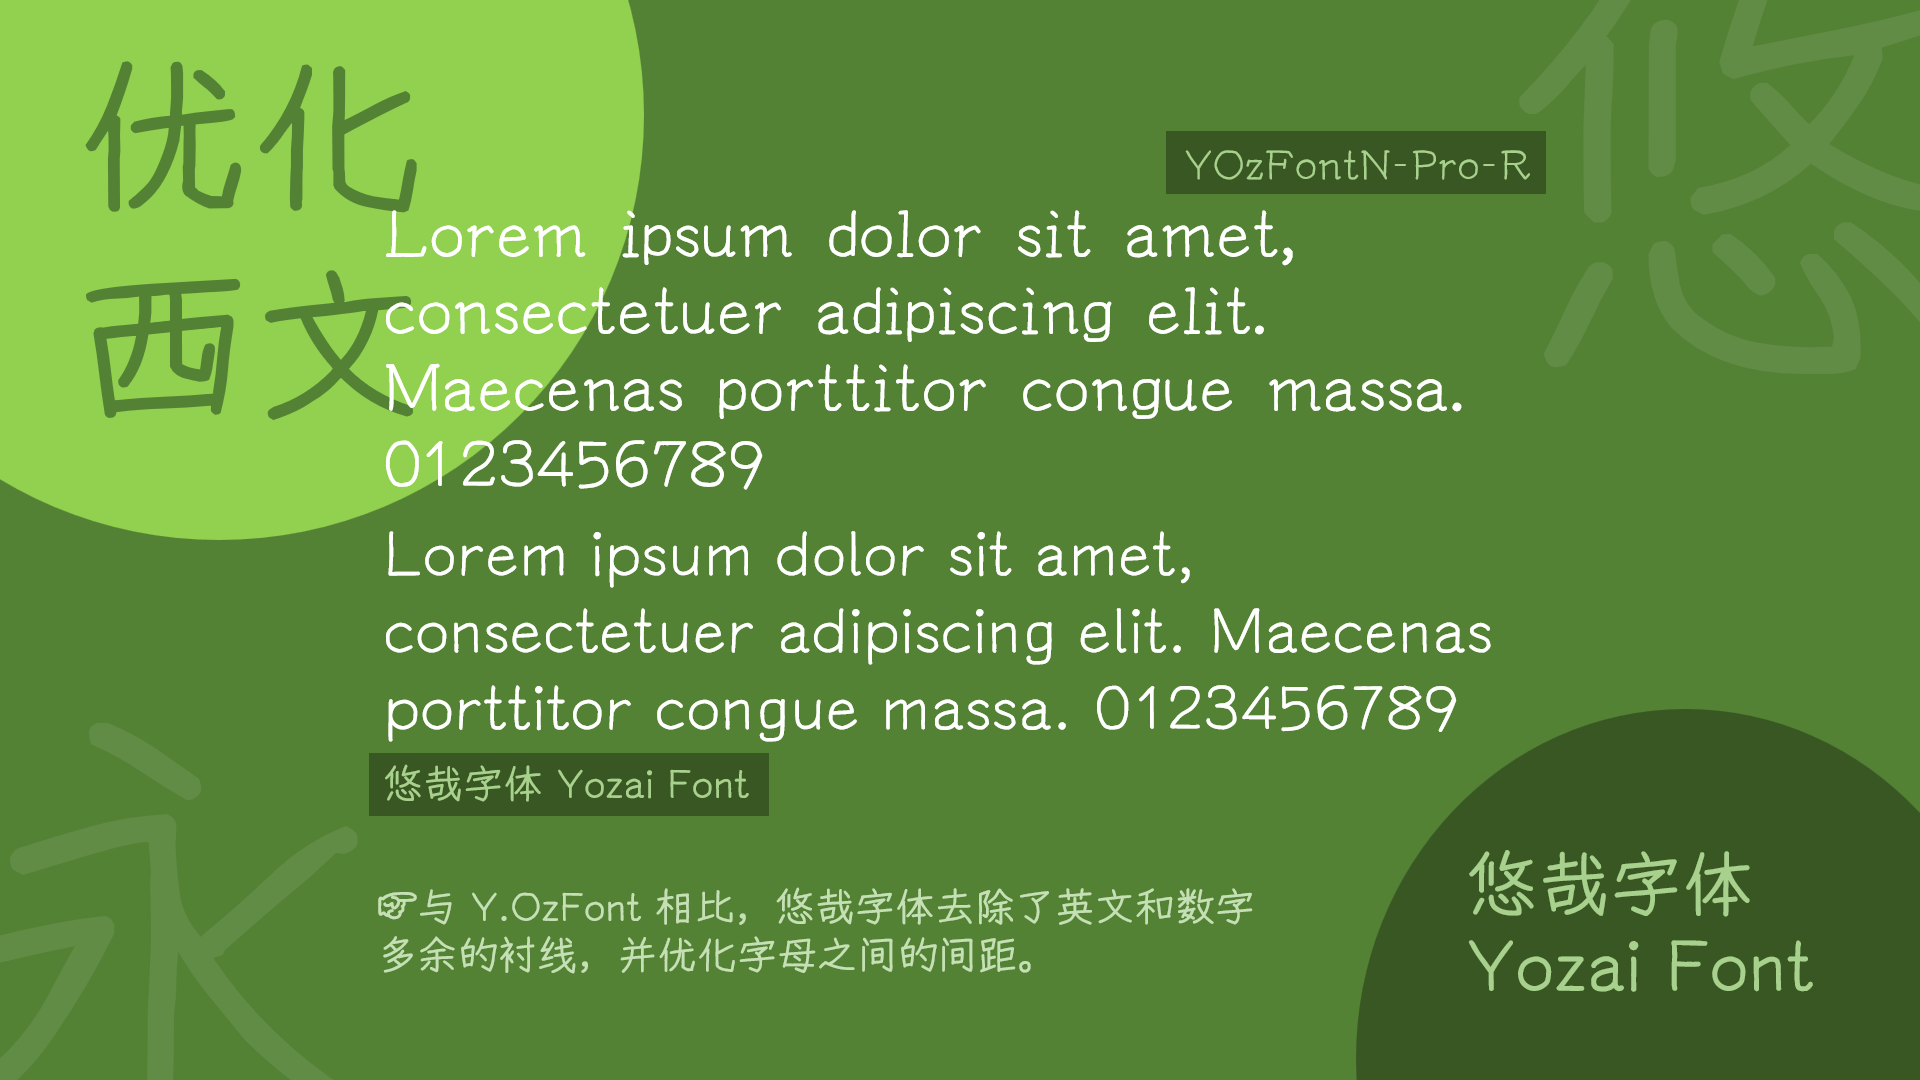 优化
西文
悠
YOzFontN-Pro-R
Lorem ipsum dolor sit amet,
consectetuer adipiscing elit.
Maecenas porttitor congue massa.
0123456789
Lorem ipsum dolor sit amet,
consectetuer adipiscing elit. Maecenas
porttitor congue massa. 0123456789
悠哉字体 Yozai Font
永
☞与 Y.OzFont 相比，悠哉字体去除了英文和数字
多余的衬线，并优化字母之间的间距。
悠哉字体
Yozai Font